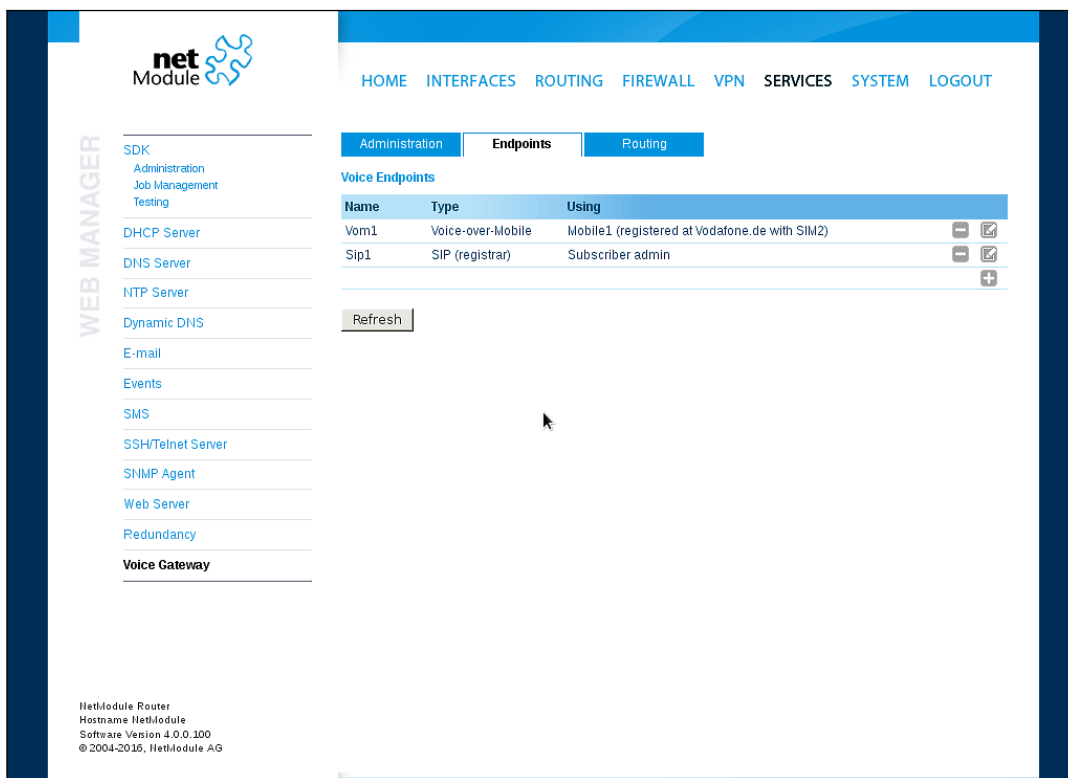 net
Module
HOME INTERFACES ROUTING FIREWALL VPN SERVICES SYSTEM LOGOUT
WEB MANAGER
SDK
Administration
Job Management
Testing
DHCP Server
DNS Server
NTP Server
Dynamic DNS
E-mail
Events
SMS
SSH/Telnet Server
SNMP Agent
Web Server
Redundancy
Voice Gateway
Administration Endpoints Routing
Voice Endpoints
Name Type Using
Vom1 Voice-over-Mobile Mobile1 (registered at Vodafone.de with SIM2)
Sip1 SIP (registrar) Subscriber admin
Refresh
NetModule Router
Hostname NetModule
Software Version 4.0.0.100
© 2004-2016, NetModule AG